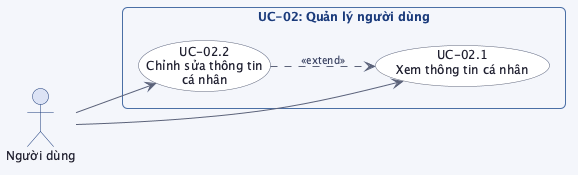 UC-02: Quản lý người dùng
UC-02.2
Chỉnh sửa thông tin
cá nhân
«extend»
UC-02.1
Xem thông tin cá nhân
Người dùng